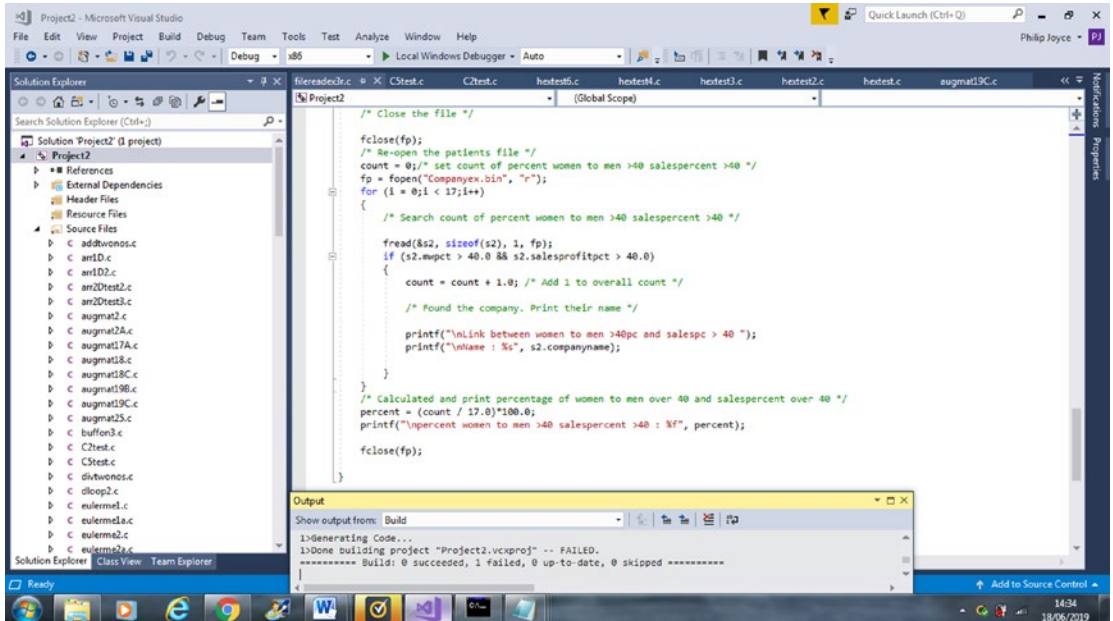 Project2 - Microsoft Visual Studio
Quick Launch (Ctrl+Q)
File Edit View Project Build Debug Team Tools Test Analyze Window Help
Philip Joyce PJ
Debug x86 Local Windows Debugger Auto
Solution Explorer
Search Solution Explorer (Ctrl+;)
Solution 'Project2' (1 project)
Project2
References
External Dependencies
Header Files
Resource Files
Source Files
C addtwonos.c
C arr1D.c
C arr1D2.c
C arr2Dtest2.c
C arr2Dtest3.c
C augmat2.c
C augmat2A.c
C augmat17A.c
C augmat18.c
C augmat18C.c
C augmat19B.c
C augmat19C.c
C augmat25.c
C buffon3.c
C C2test.c
C C5test.c
C divtwonos.c
C dloop2.c
C eulerme1.c
C eulerme1a.c
C eulerme2.c
C eulerme2a.c
Solution Explorer Class View Team Explorer
filereadex3r.c C5test.c C2test.c hextest6.c hextest4.c hextest3.c hextest2.c hextest.c augmat19C.c
Project2 (Global Scope)
/* Close the file */
fclose(fp);
/* Re-open the patients file */
count = 0;/* set count of percent women to men >40 salespercent >40 */
fp = fopen("Companyex.bin", "r");
for (i = 0;i < 17;i++)
{
/* Search count of percent women to men >40 salespercent >40 */
fread(&s2, sizeof(s2), 1, fp);
if (s2.mwpct > 40.0 && s2.salesprofitpct > 40.0)
{
count = count + 1.0; /* Add 1 to overall count */
/* Found the company. Print their name */
printf("\nLink between women to men >40pc and salespc > 40 ");
printf("\nName : %s", s2.companyname);
}
}
/* Calculated and print percentage of women to men over 40 and salespercent over 40 */
percent = (count / 17.0)*100.0;
printf("\npercent women to men >40 salespercent >40 : %f", percent);
fclose(fp);
}
Output
Show output from: Build
1>Generating Code...
1>Done building project "Project2.vcxproj" -- FAILED.
========== Build: 0 succeeded, 1 failed, 0 up-to-date, 0 skipped ==========
Notifications
Properties
Ready
Add to Source Control
14:34
18/06/2019